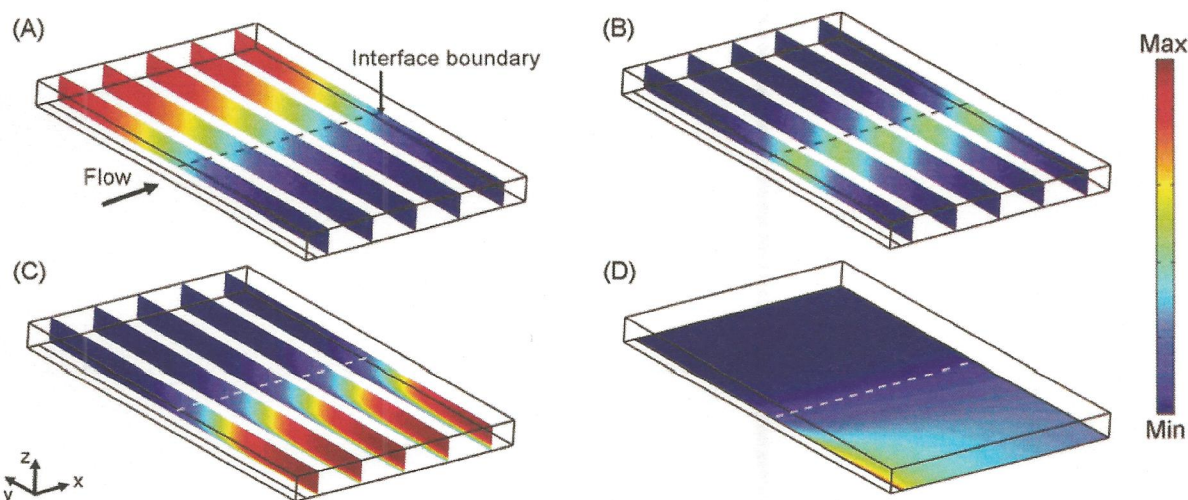 (A)
Interface boundary
Flow
(B)
Max
Min
(C)
z
y
x
(D)